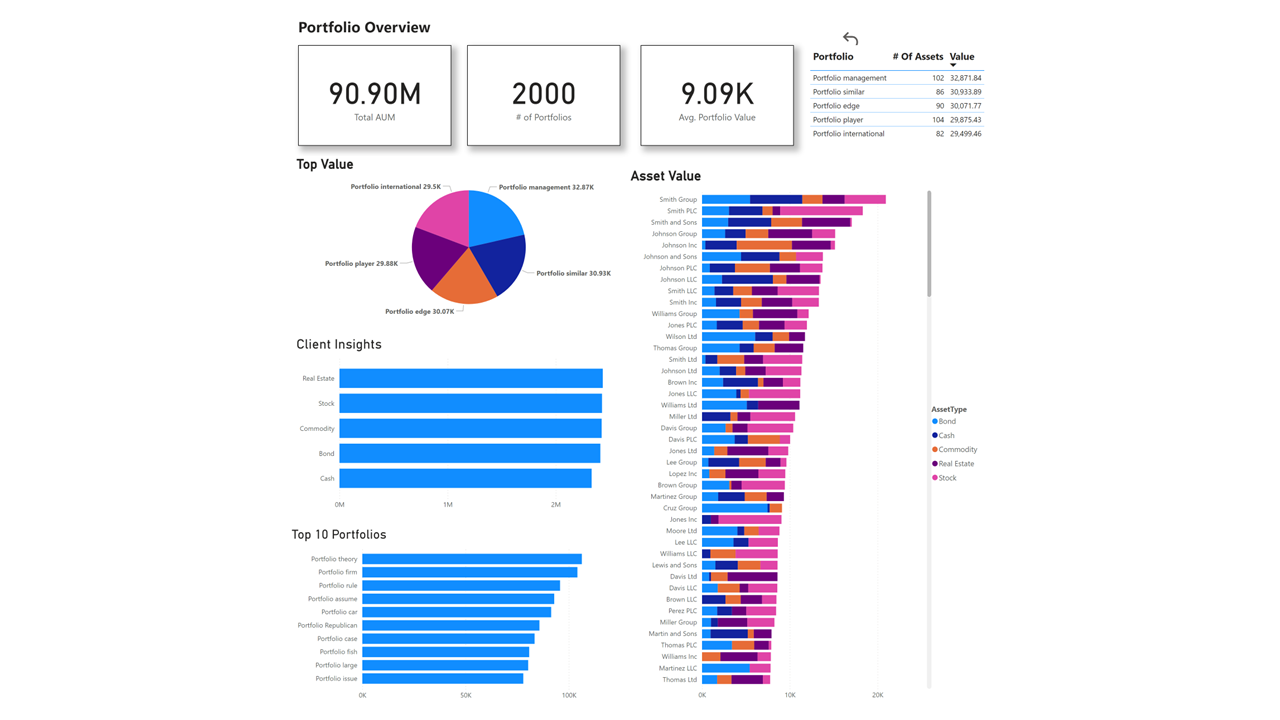 Portfolio Overview
90.90M
Total AUM
2000
# of Portfolios
9.09K
Avg. Portfolio Value
Portfolio # Of Assets Value
Portfolio management 102 32,871.84
Portfolio similar 86 30,933.89
Portfolio edge 90 30,071.77
Portfolio player 104 29,875.43
Portfolio international 82 29,499.46
Top Value
Portfolio international 29.5K
Portfolio management 32.87K
Portfolio player 29.88K
Portfolio similar 30.93K
Portfolio edge 30.07K
Client Insights
Real Estate
Stock
Commodity
Bond
Cash
0M 1M 2M
Top 10 Portfolios
Portfolio theory
Portfolio firm
Portfolio rule
Portfolio assume
Portfolio car
Portfolio Republican
Portfolio case
Portfolio fish
Portfolio large
Portfolio issue
0K 50K 100K
Asset Value
Smith Group
Smith PLC
Smith and Sons
Johnson Group
Johnson Inc
Johnson and Sons
Johnson PLC
Johnson LLC
Smith LLC
Smith Inc
Williams Group
Jones PLC
Wilson Ltd
Thomas Group
Smith Ltd
Johnson Ltd
Brown Inc
Jones LLC
Williams Ltd
Miller Ltd
Davis Group
Davis PLC
Jones Ltd
Lee Group
Lopez Inc
Brown Group
Martinez Group
Cruz Group
Jones Inc
Moore Ltd
Lee LLC
Williams LLC
Lewis and Sons
Davis Ltd
Davis LLC
Brown LLC
Perez PLC
Miller Group
Martin and Sons
Thomas PLC
Williams Inc
Martinez LLC
Thomas Ltd
0K 10K 20K
AssetType
Bond
Cash
Commodity
Real Estate
Stock